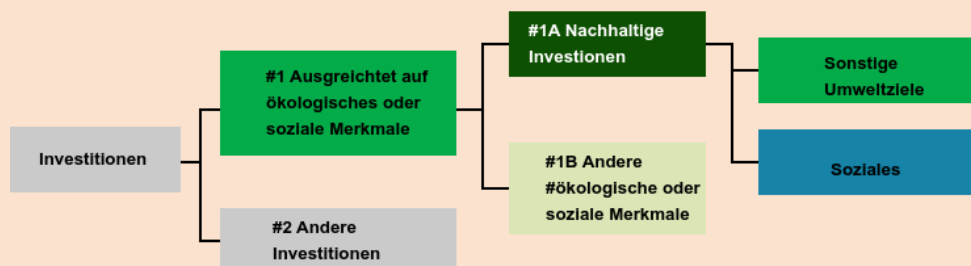 Investitionen
#1 Ausgreichtet auf
ökologisches oder
soziale Merkmale
#2 Andere
Investitionen
#1A Nachhaltige
Investionen
#1B Andere
#ökologische oder
soziale Merkmale
Sonstige
Umweltziele
Soziales